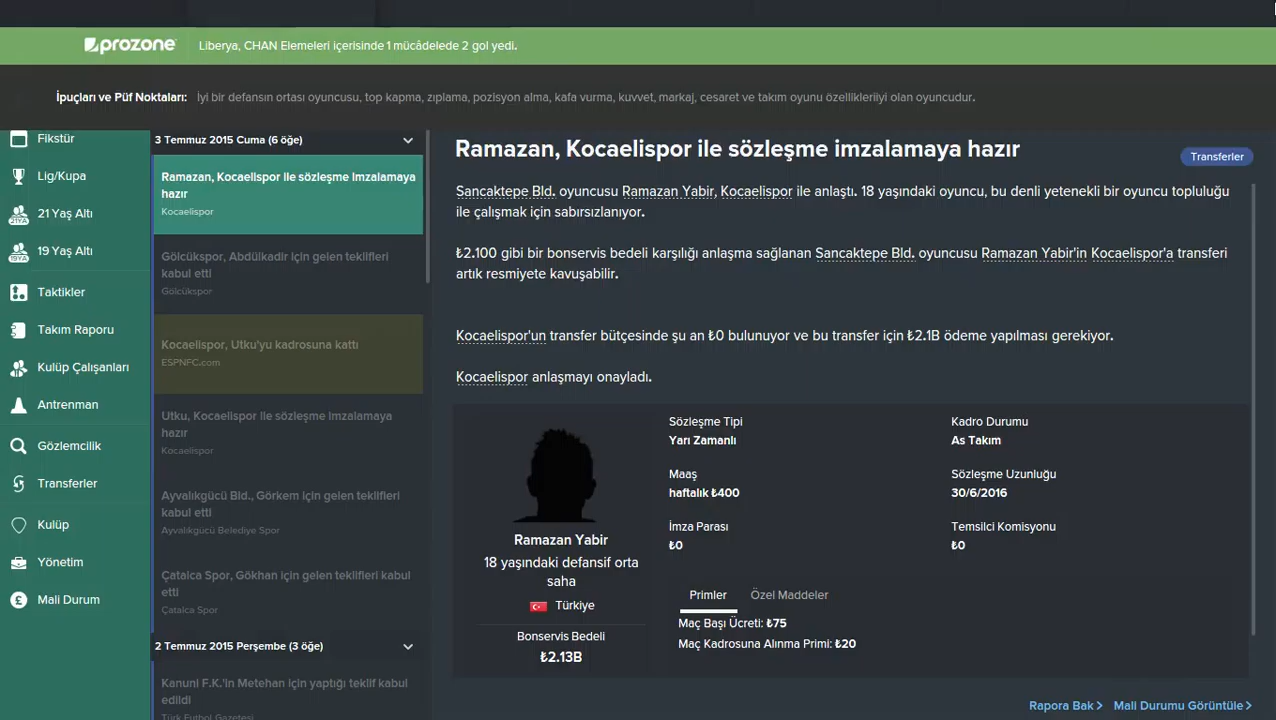 prozone
Liberya, CHAN Elemeleri içerisinde 1 mücâdelede 2 gol yedi.
İpuçları ve Püf Noktaları: İyi bir defansın ortası oyuncusu, top kapma, zıplama, pozisyon alma, kafa vurma, kuvvet, markaj, cesaret ve takım oyunu özellikleriiyi olan oyuncudur.
Fikstür
Lig/Kupa
21YA
21 Yaş Altı
19YA
19 Yaş Altı
Taktikler
Takım Raporu
Kulüp Çalışanları
Antrenman
Gözlemcilik
Transferler
Kulüp
Yönetim
Mali Durum
3 Temmuz 2015 Cuma (6 öğe)
Ramazan, Kocaelispor ile sözleşme imzalamaya
hazır
Kocaelispor
Gölcükspor, Abdülkadir için gelen teklifleri
kabul etti
Gölcükspor
Kocaelispor, Utku'yu kadrosuna kattı
ESPNFC.com
Utku, Kocaelispor ile sözleşme imzalamaya
hazır
Kocaelispor
Ayvalıkgücü Bld., Görkem için gelen teklifleri
kabul etti
Ayvalıkgücü Belediye Spor
Çatalca Spor, Gökhan için gelen teklifleri kabul
etti
Çatalca Spor
2 Temmuz 2015 Perşembe (3 öğe)
Kanuni F.K.'in Metehan için yaptığı teklif kabul
edildi
Türk Futbol Gazetesi
Ramazan, Kocaelispor ile sözleşme imzalamaya hazır
Transferler
Sancaktepe Bld. oyuncusu Ramazan Yabir, Kocaelispor ile anlaştı. 18 yaşındaki oyuncu, bu denli yetenekli bir oyuncu topluluğu
ile çalışmak için sabırsızlanıyor.
₺2.100 gibi bir bonservis bedeli karşılığı anlaşma sağlanan Sancaktepe Bld. oyuncusu Ramazan Yabir'in Kocaelispor'a transferi
artık resmiyete kavuşabilir.
Kocaelispor'un transfer bütçesinde şu an ₺0 bulunuyor ve bu transfer için ₺2.1B ödeme yapılması gerekiyor.
Kocaelispor anlaşmayı onayladı.
Ramazan Yabir
18 yaşındaki defansif orta
saha
Türkiye
Bonservis Bedeli
₺2.13B
Sözleşme Tipi
Yarı Zamanlı
Kadro Durumu
As Takım
Maaş
haftalık ₺400
Sözleşme Uzunluğu
30/6/2016
İmza Parası
₺0
Temsilci Komisyonu
₺0
Primler Özel Maddeler
Maç Başı Ücreti: ₺75
Maç Kadrosuna Alınma Primi: ₺20
Rapora Bak Mali Durumu Görüntüle